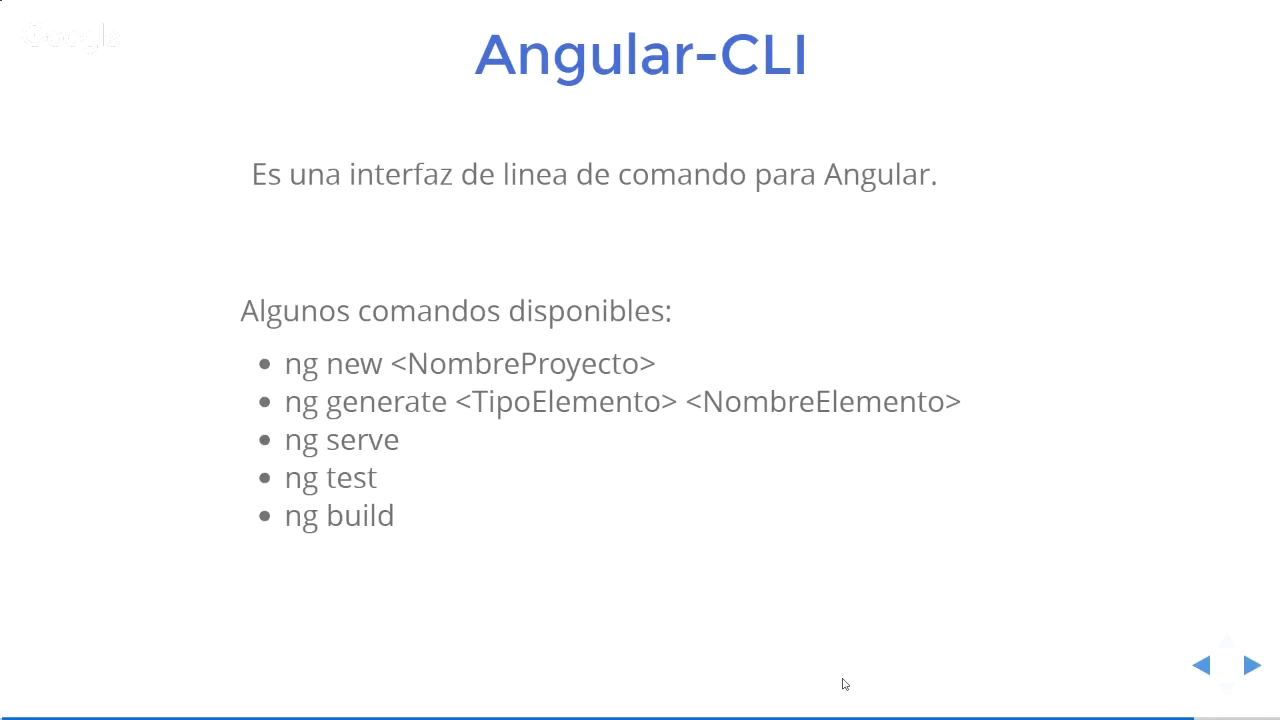 Google
Angular-CLI
Es una interfaz de linea de comando para Angular.
Algunos comandos disponibles:
ng new <NombreProyecto>
ng generate <TipoElemento> <NombreElemento>
ng serve
ng test
ng build